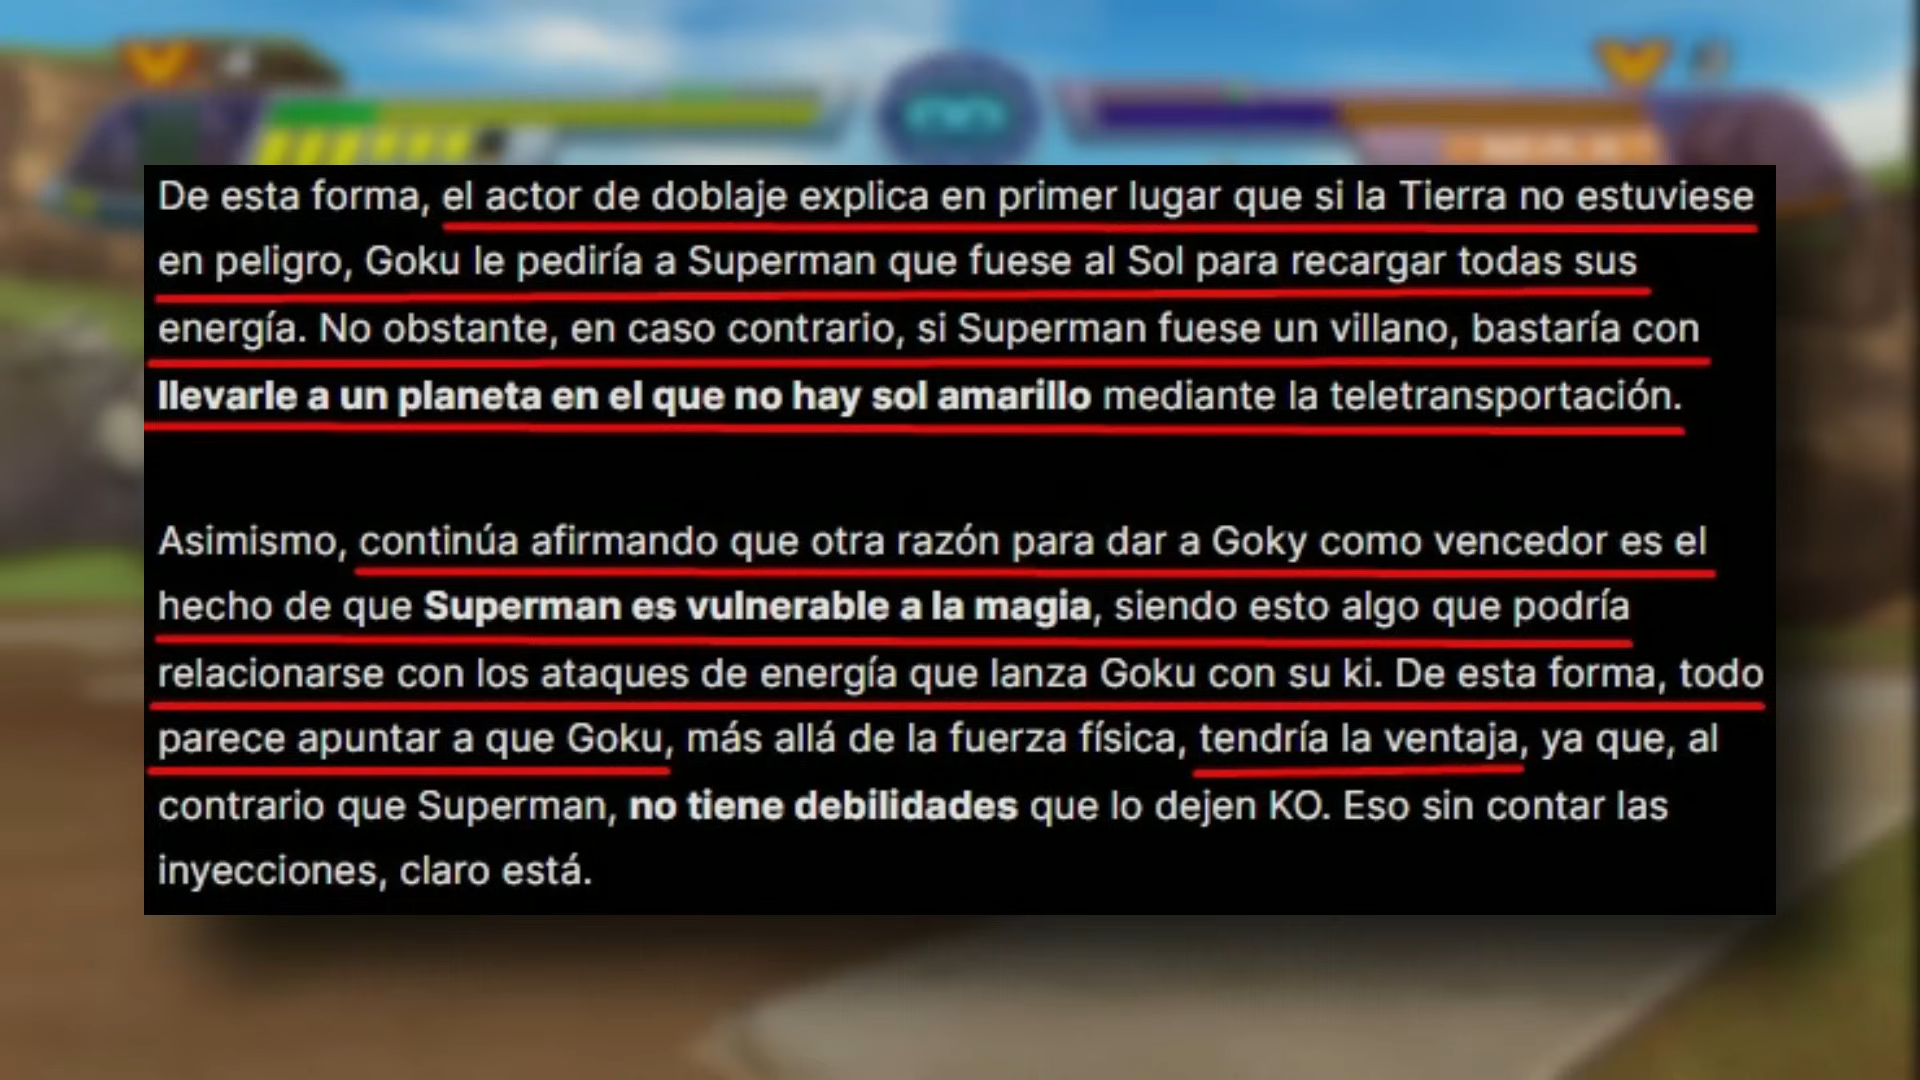 De esta forma, el actor de doblaje explica en primer lugar que si la Tierra no estuviese
en peligro, Goku le pediría a Superman que fuese al Sol para recargar todas sus
energía. No obstante, en caso contrario, si Superman fuese un villano, bastaría con
llevarle a un planeta en el que no hay sol amarillo mediante la teletransportación.
Asimismo, continúa afirmando que otra razón para dar a Goky como vencedor es el
hecho de que Superman es vulnerable a la magia, siendo esto algo que podría
relacionarse con los ataques de energía que lanza Goku con su ki. De esta forma, todo
parece apuntar a que Goku, más allá de la fuerza física, tendría la ventaja, ya que, al
contrario que Superman, no tiene debilidades que lo dejen KO. Eso sin contar las
inyecciones, claro está.